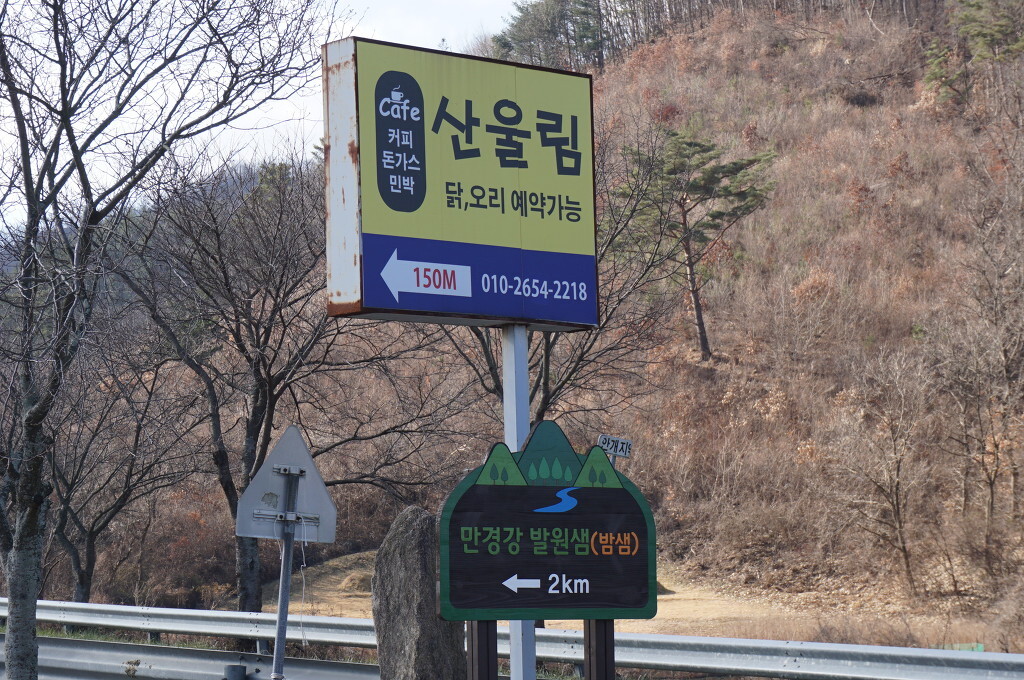 Cafe
커피
돈가스
민박
산울림
닭,오리 예약가능
150M
010-2654-2218
만경강 발원샘(밤샘)
2km